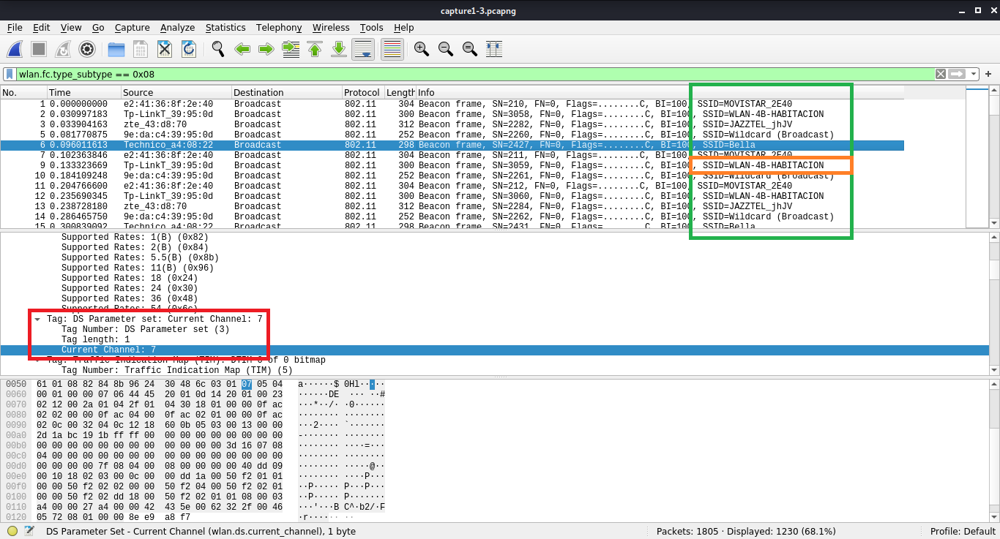 capture1-3.pcapng
File Edit View Go Capture Analyze Statistics Telephony Wireless Tools Help
wlan.fc.type_subtype == 0x08
No. Time Source Destination Protocol Length Info
1 0.000000000 e2:41:36:8f:2e:40 Broadcast 802.11 304 Beacon frame, SN=210, FN=0, Flags=........C, BI=100, SSID=MOVISTAR_2E40
2 0.030997183 Tp-LinkT_39:95:0d Broadcast 802.11 300 Beacon frame, SN=3058, FN=0, Flags=........C, BI=100, SSID=WLAN-4B-HABITACION
3 0.033904163 zte_43:d8:70 Broadcast 802.11 312 Beacon frame, SN=2282, FN=0, Flags=........C, BI=100, SSID=JAZZTEL_jhJV
5 0.081770875 9e:da:c4:39:95:0d Broadcast 802.11 252 Beacon frame, SN=2260, FN=0, Flags=........C, BI=100, SSID=Wildcard (Broadcast)
6 0.096011613 Technico_a4:08:22 Broadcast 802.11 298 Beacon frame, SN=2427, FN=0, Flags=........C, BI=100, SSID=Bella
7 0.102363846 e2:41:36:8f:2e:40 Broadcast 802.11 304 Beacon frame, SN=211, FN=0, Flags=........C, BI=100, SSID=MOVISTAR_2E40
9 0.133323669 Tp-LinkT_39:95:0d Broadcast 802.11 300 Beacon frame, SN=3059, FN=0, Flags=........C, BI=100, SSID=WLAN-4B-HABITACION
10 0.184109248 9e:da:c4:39:95:0d Broadcast 802.11 252 Beacon frame, SN=2261, FN=0, Flags=........C, BI=100, SSID=Wildcard (Broadcast)
11 0.204766600 e2:41:36:8f:2e:40 Broadcast 802.11 304 Beacon frame, SN=212, FN=0, Flags=........C, BI=100, SSID=MOVISTAR_2E40
12 0.235690345 Tp-LinkT_39:95:0d Broadcast 802.11 300 Beacon frame, SN=3060, FN=0, Flags=........C, BI=100, SSID=WLAN-4B-HABITACION
13 0.238728180 zte_43:d8:70 Broadcast 802.11 312 Beacon frame, SN=2284, FN=0, Flags=........C, BI=100, SSID=JAZZTEL_jhJV
14 0.286465750 9e:da:c4:39:95:0d Broadcast 802.11 252 Beacon frame, SN=2262, FN=0, Flags=........C, BI=100, SSID=Wildcard (Broadcast)
15 0.300839092 Technico_a4:08:22 Broadcast 802.11 298 Beacon frame, SN=2431, FN=0, Flags=........C, BI=100, SSID=Bella
Supported Rates: 1(B) (0x82)
Supported Rates: 2(B) (0x84)
Supported Rates: 5.5(B) (0x8b)
Supported Rates: 11(B) (0x96)
Supported Rates: 18 (0x24)
Supported Rates: 24 (0x30)
Supported Rates: 36 (0x48)
Supported Rates: 54 (0x6c)
Tag: DS Parameter set: Current Channel: 7
Tag Number: DS Parameter set (3)
Tag length: 1
Current Channel: 7
Tag: Traffic Indication Map (TIM): DTIM 0 of 0 bitmap
Tag Number: Traffic Indication Map (TIM) (5)
0050 61 01 08 82 84 8b 96 24 30 48 6c 03 01 07 05 04 a······$ 0Hl·····
0060 00 01 00 00 07 06 44 45 20 01 0d 14 20 01 00 23 ······DE ··· ··#
0070 02 12 00 2a 01 04 2f 01 04 30 18 01 00 00 0f ac ···*··/· ·0······
0080 02 02 00 00 0f ac 04 00 0f ac 02 01 00 00 0f ac ········ ········
0090 02 0c 00 32 04 0c 12 18 60 0b 05 03 00 13 00 00 ···2···· `·······
00a0 2d 1a bc 19 1b ff ff 00 00 00 00 00 00 00 00 00 -······· ········
00b0 00 00 00 00 00 00 00 00 00 00 00 00 3d 16 07 08 ········ ····=···
00c0 04 00 00 00 00 00 00 00 00 00 00 00 00 00 00 00 ········ ········
00d0 00 00 00 00 7f 08 04 00 08 00 00 00 00 40 dd 09 ········ ·····@··
00e0 00 10 18 02 03 00 0c 00 00 dd 1a 00 50 f2 01 01 ········ ····P···
00f0 00 00 50 f2 02 02 00 00 50 f2 04 00 50 f2 02 01 ··P····· P···P···
0100 00 00 50 f2 02 dd 18 00 50 f2 02 01 01 08 00 03 ··P····· P·······
0110 a4 00 00 27 a4 00 00 42 43 5e 00 62 32 2f 00 46 ···'···B C^·b2/·F
0120 05 72 08 01 00 00 8e e9 a8 f7 ·r······ ··
DS Parameter Set - Current Channel (wlan.ds.current_channel), 1 byte
Packets: 1805 · Displayed: 1230 (68.1%)
Profile: Default